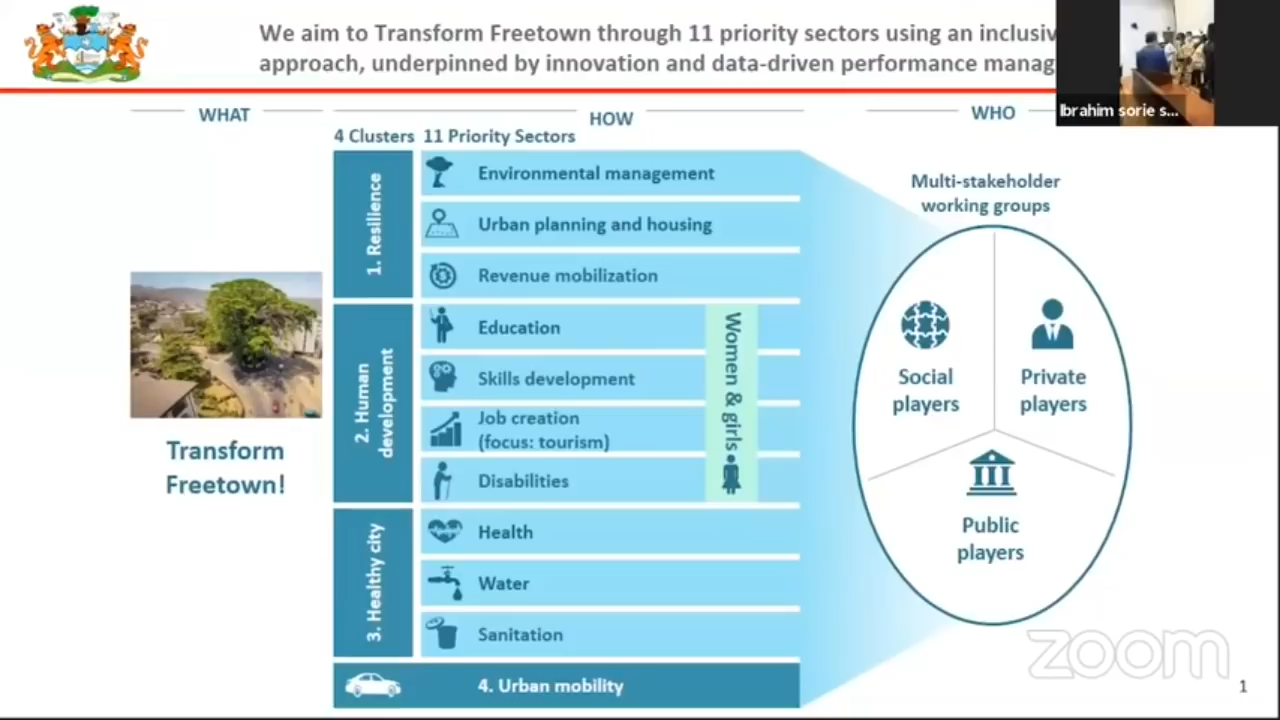 We aim to Transform Freetown through 11 priority sectors using an
approach, underpinned by innovation and data-driven performance
Ibrahim sorie s...
WHAT
HOW
WHO
4 Clusters 11 Priority Sectors
1. Resilience
Environmental management
Urban planning and housing
Revenue mobilization
2. Human
development
Education
Skills development
Job creation
(focus: tourism)
Disabilities
Women & girls
3. Healthy city
Health
Water
Sanitation
4. Urban mobility
Transform
Freetown!
Multi-stakeholder
working groups
Social
players
Private
players
Public
players
zoom
1